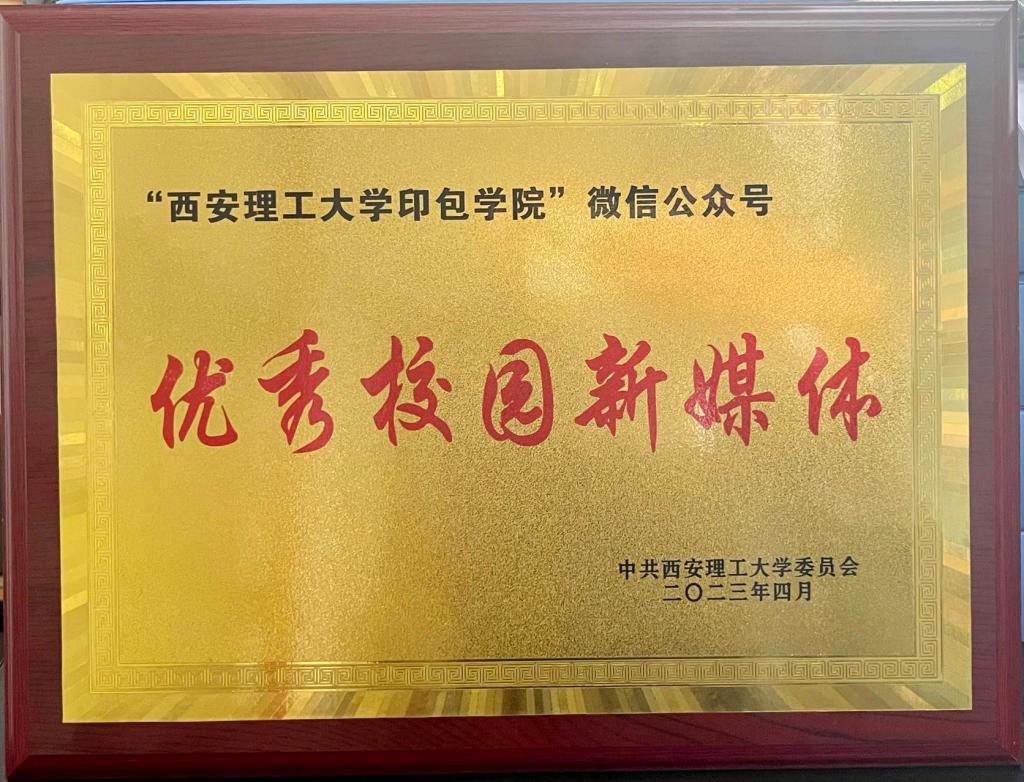 “西安理工大学印包学院”微信公众号
优秀校园新媒体
中共西安理工大学委员会
二〇二三年四月